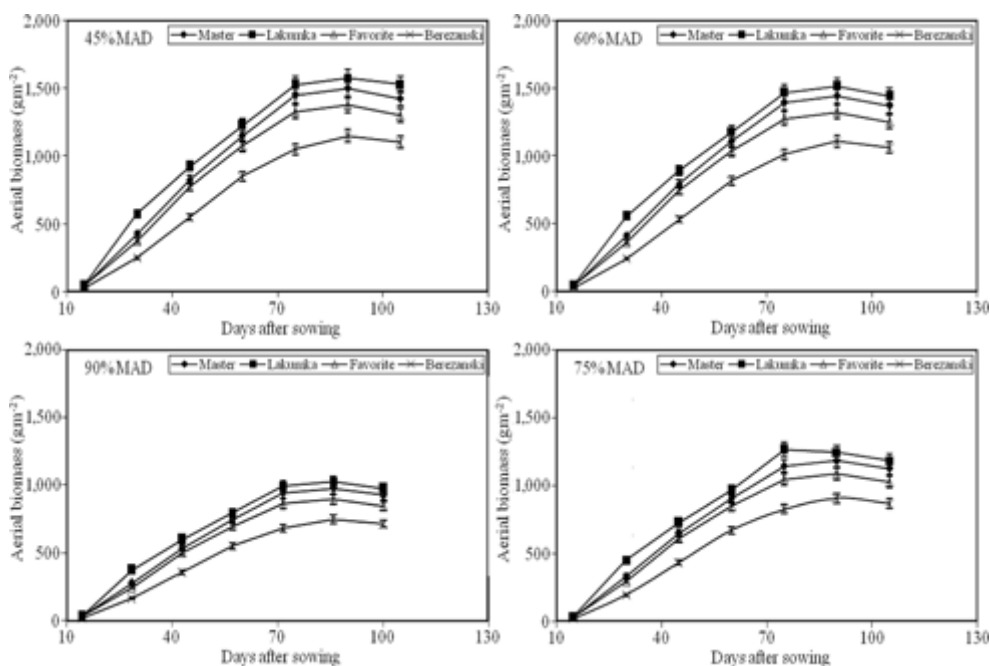 2,000
45%MAD
Master Lakumka Favorite Berezanski
1,500
1,000
500
0
Aerial biomass (gm-2)
10 40 70 100 130
Days after sowing
2,000
60%MAD
Master Lakumka Favorite Berezanski
1,500
1,000
500
0
Aerial biomass (gm-2)
10 40 70 100 130
Days after sowing
2,000
90%MAD
Master Lakumka Favorite Berezanski
1,500
1,000
500
0
Aerial biomass (gm-2)
10 40 70 100 130
Days after sowing
2,000
75%MAD
Master Lakumka Favorite Berezanski
1,500
1,000
500
0
Aerial biomass (gm-2)
10 40 70 100 130
Days after sowing